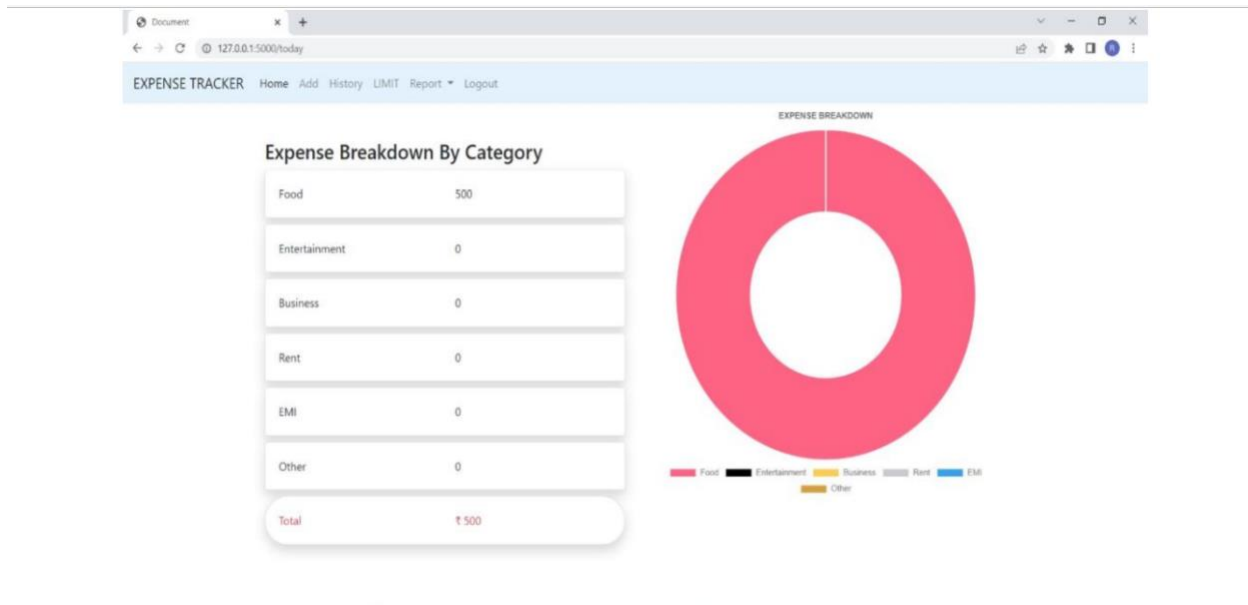 Document
127.0.0.1:5000/today
EXPENSE TRACKER Home Add History LIMIT Report Logout
Expense Breakdown By Category
Food 500
Entertainment 0
Business 0
Rent 0
EMI 0
Other 0
Total ₹ 500
EXPENSE BREAKDOWN
Food Entertainment Business Rent EMI
Other